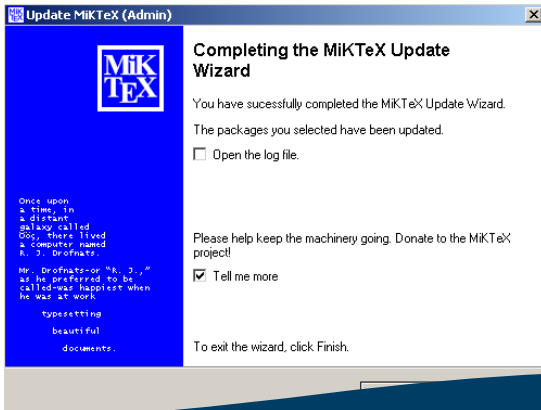 Update MiKTeX (Admin)
MiK
TEX
Completing the MiKTeX Update
Wizard
You have sucessfully completed the MiKTeX Update Wizard.
The packages you selected have been updated.
Open the log file.
Once upon
a time, in
a distant
galaxy called
Ööç, there lived
a computer named
R. J. Drofnats.
Mr. Drofnats-or "R. J.,"
as he preferred to be
called-was happiest when
he was at work
typesetting
beautiful
documents.
Please help keep the machinery going. Donate to the MiKTeX
project!
Tell me more
To exit the wizard, click Finish.